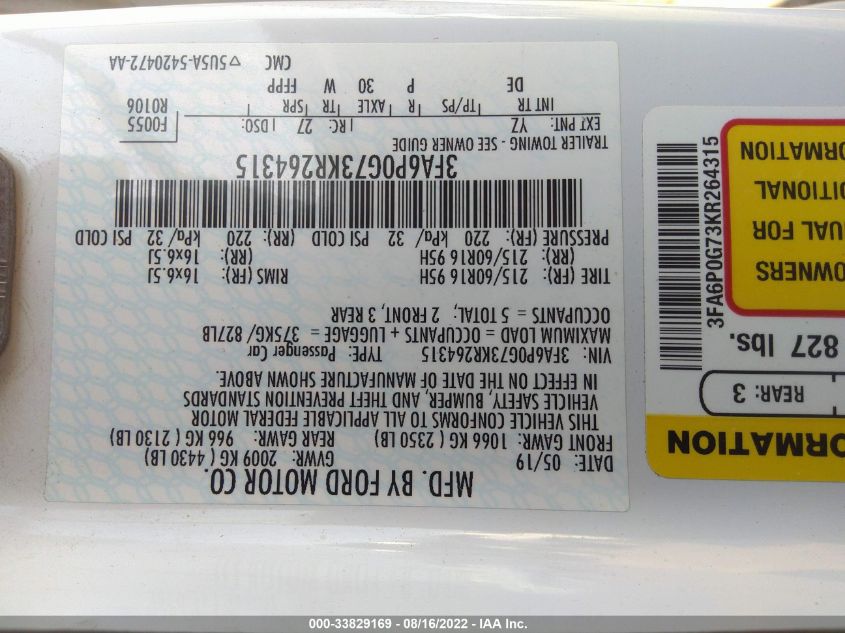 MFD. BY FORD MOTOR CO.
DATE: 05/19 GVWR: 2009 KG ( 4430 LB)
FRONT GAWR: 1066 KG ( 2350 LB) REAR GAWR: 966 KG ( 2130 LB)
THIS VEHICLE CONFORMS TO ALL APPLICABLE FEDERAL MOTOR
VEHICLE SAFETY, BUMPER, AND THEFT PREVENTION STANDARDS
IN EFFECT ON THE DATE OF MANUFACTURE SHOWN ABOVE.
VIN: 3FA6P0G73KR264315 TYPE: Passenger Car
MAXIMUM LOAD = OCCUPANTS + LUGGAGE = 375KG/ 827LB
OCCUPANTS = 5 TOTAL: 2 FRONT, 3 REAR
TIRE (FR): 215/60R16 95H RIMS (FR): 16x6.5J
(RR): 215/60R16 95H (RR): 16x6.5J
PRESSURE (FR): 220 kPa/ 32 PSI COLD (RR): 220 kPa/ 32 PSI COLD
3FA6P0G73KR264315
TRAILER TOWING - SEE OWNER GUIDE
EXT PNT: YZ RC: 27 DSO: F0055
INT TR TP/PS R AXLE TR SPR R0106
DE P 30 W FFPP
CMC ▽5U5A-5420472-AA
ORMATION
REAR: 3
827 lbs.
OWNERS
UAL FOR
DITIONAL
ORMATION
3FA6P0G73KR264315
000-33829169 - 08/16/2022 - IAA Inc.